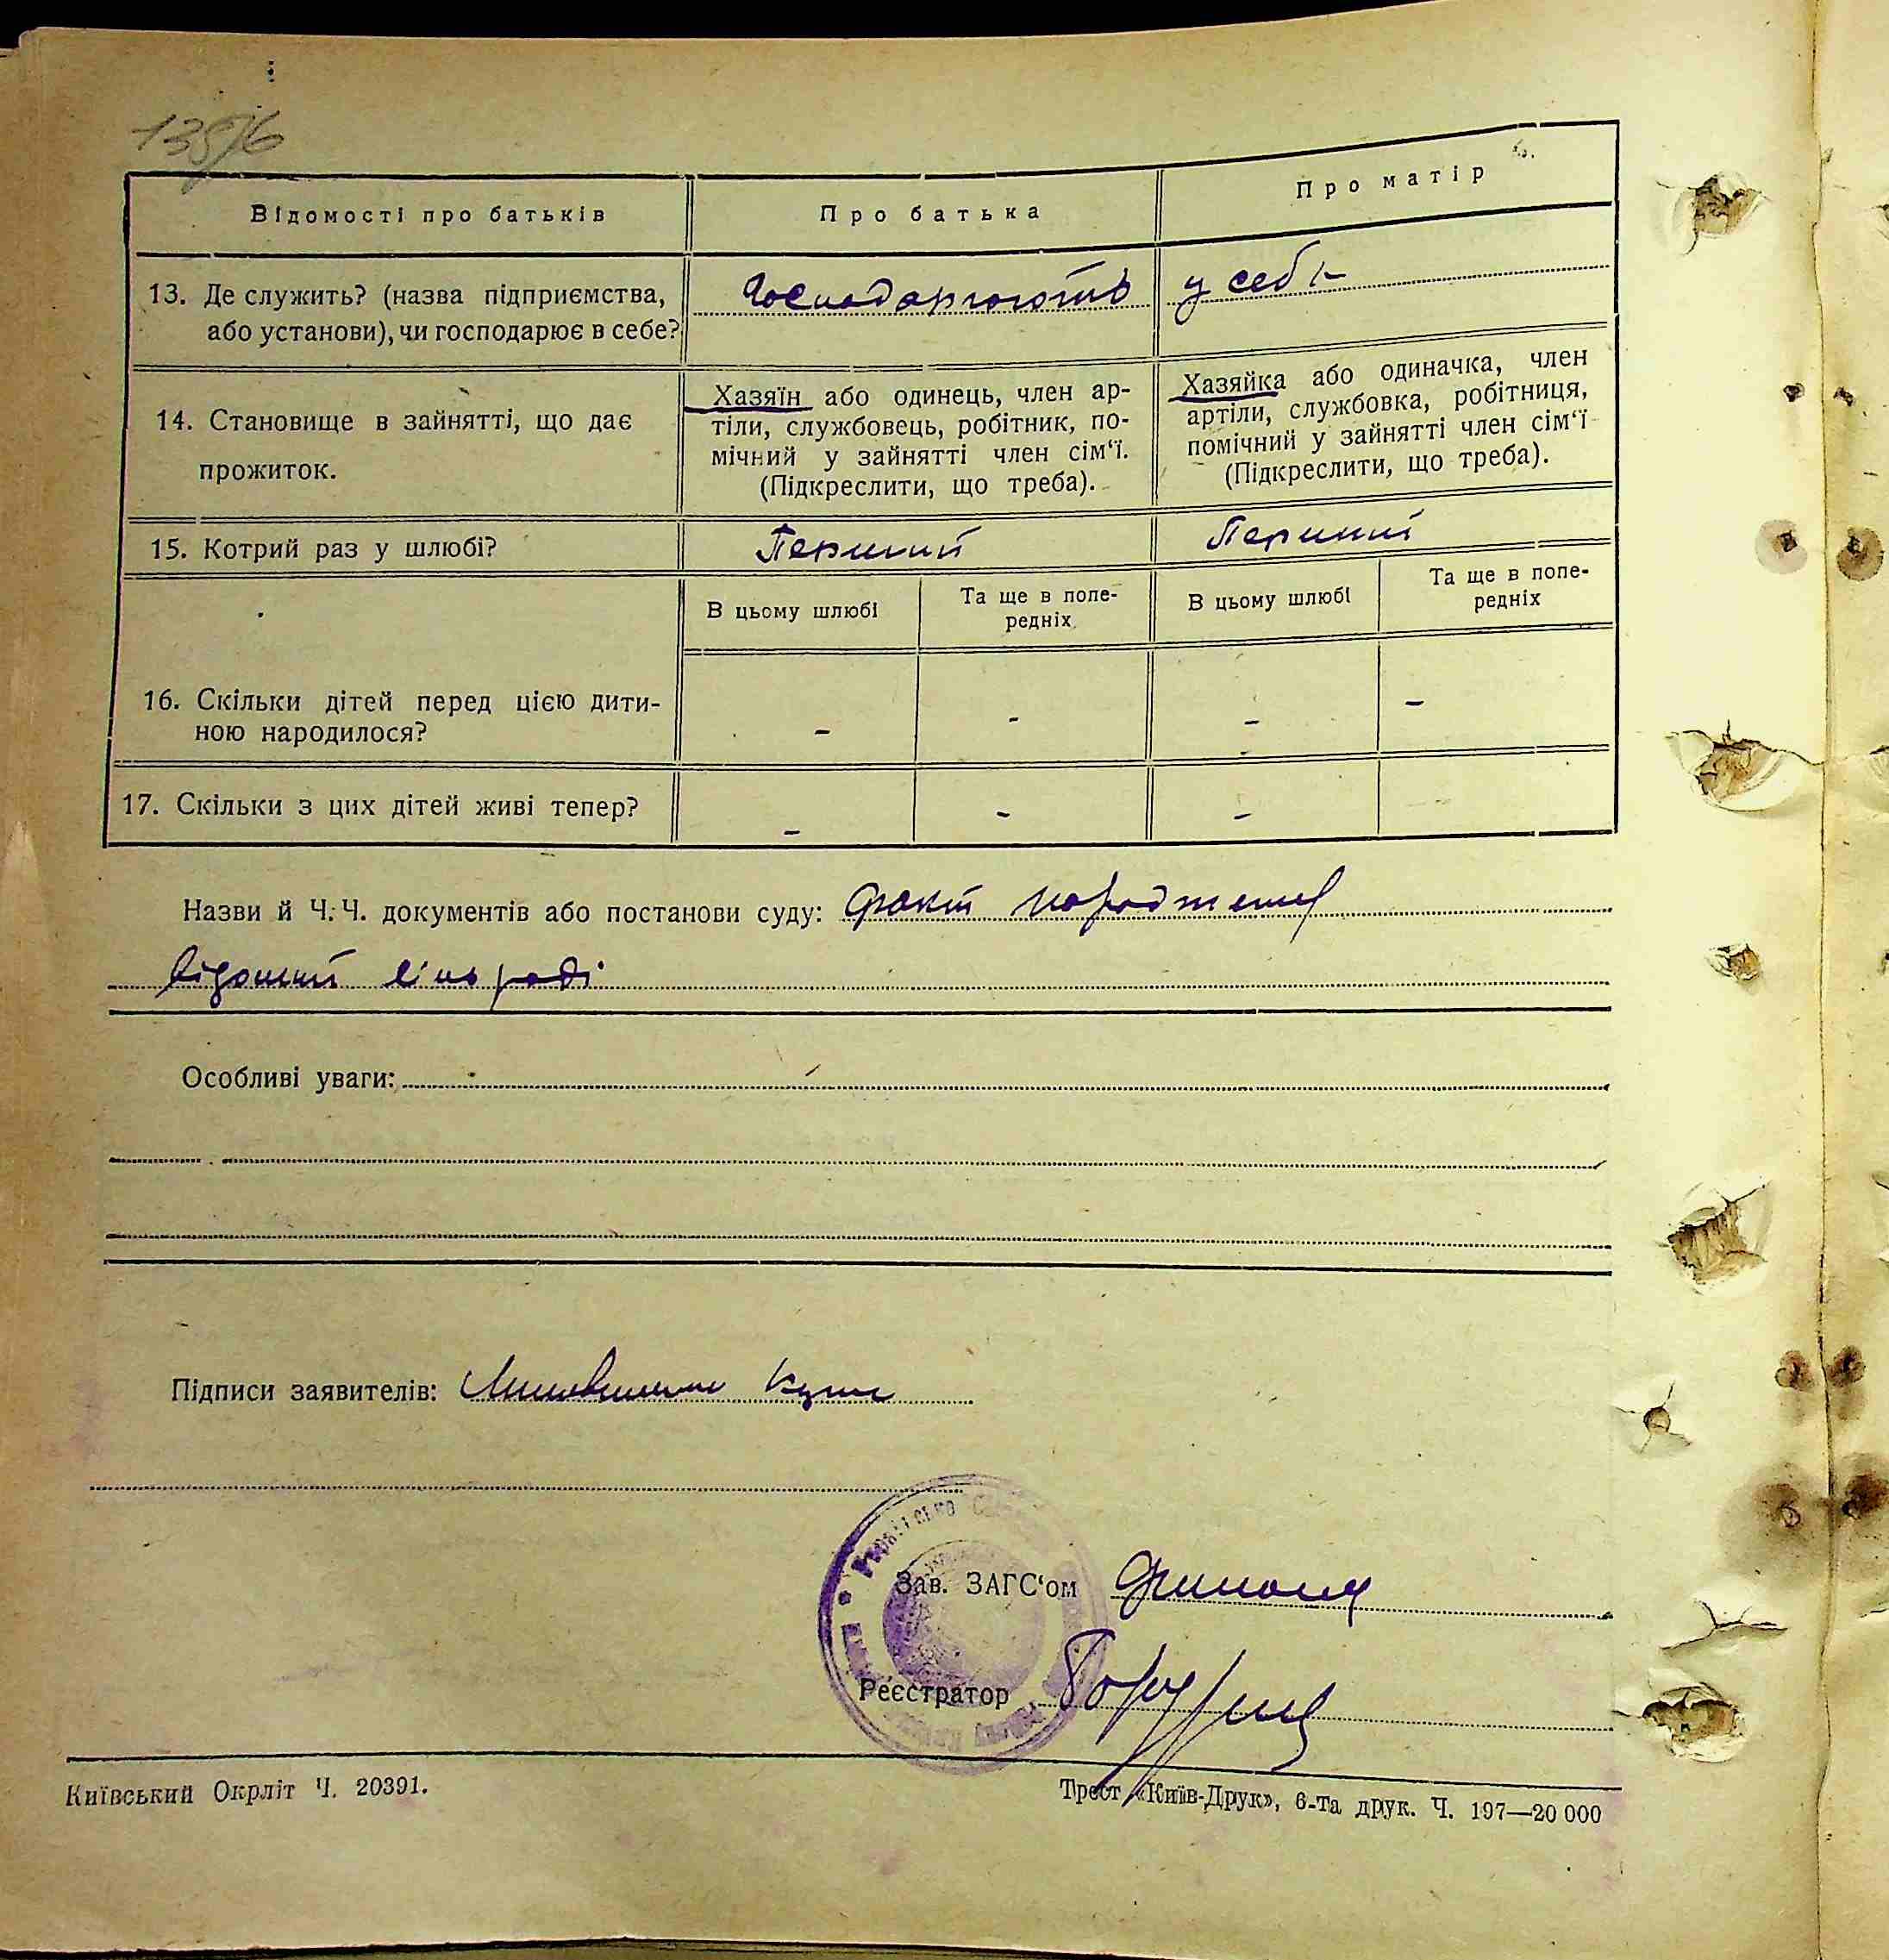 Відомості про батьків
Про батька
Про матір
13. Де служить? (назва підприємства, або установи), чи господарює в себе?
Господарюють у себе
14. Становище в зайнятті, що дає прожиток.
Хазяїн або одинець, член ар-
тіли, службовець, робітник, по-
мічний у зайнятті член сім'ї.
(Підкреслити, що треба).
Хазяйка або одиначка, член
артіли, службовка, робітниця,
помічний у зайнятті член сім'ї
(Підкреслити, що треба).
15. Котрий раз у шлюбі?
Перший
Перший
В цьому шлюбі
Та ще в попе-
редніх
В цьому шлюбі
Та ще в попе-
редніх
16. Скільки дітей перед цією дити-
ною народилося?
- - - -
17. Скільки з цих дітей живі тепер?
- - -
Назви й Ч.Ч. документів або постанови суду: Факт народження
відомий сільраді
Особливі уваги:
Підписи заявителів:
Зав. ЗАГС'ом
Реєстратор
Київський Окрліт Ч. 20391.
Трест «Київ-Друк», 6-та друк. Ч. 197—20 000